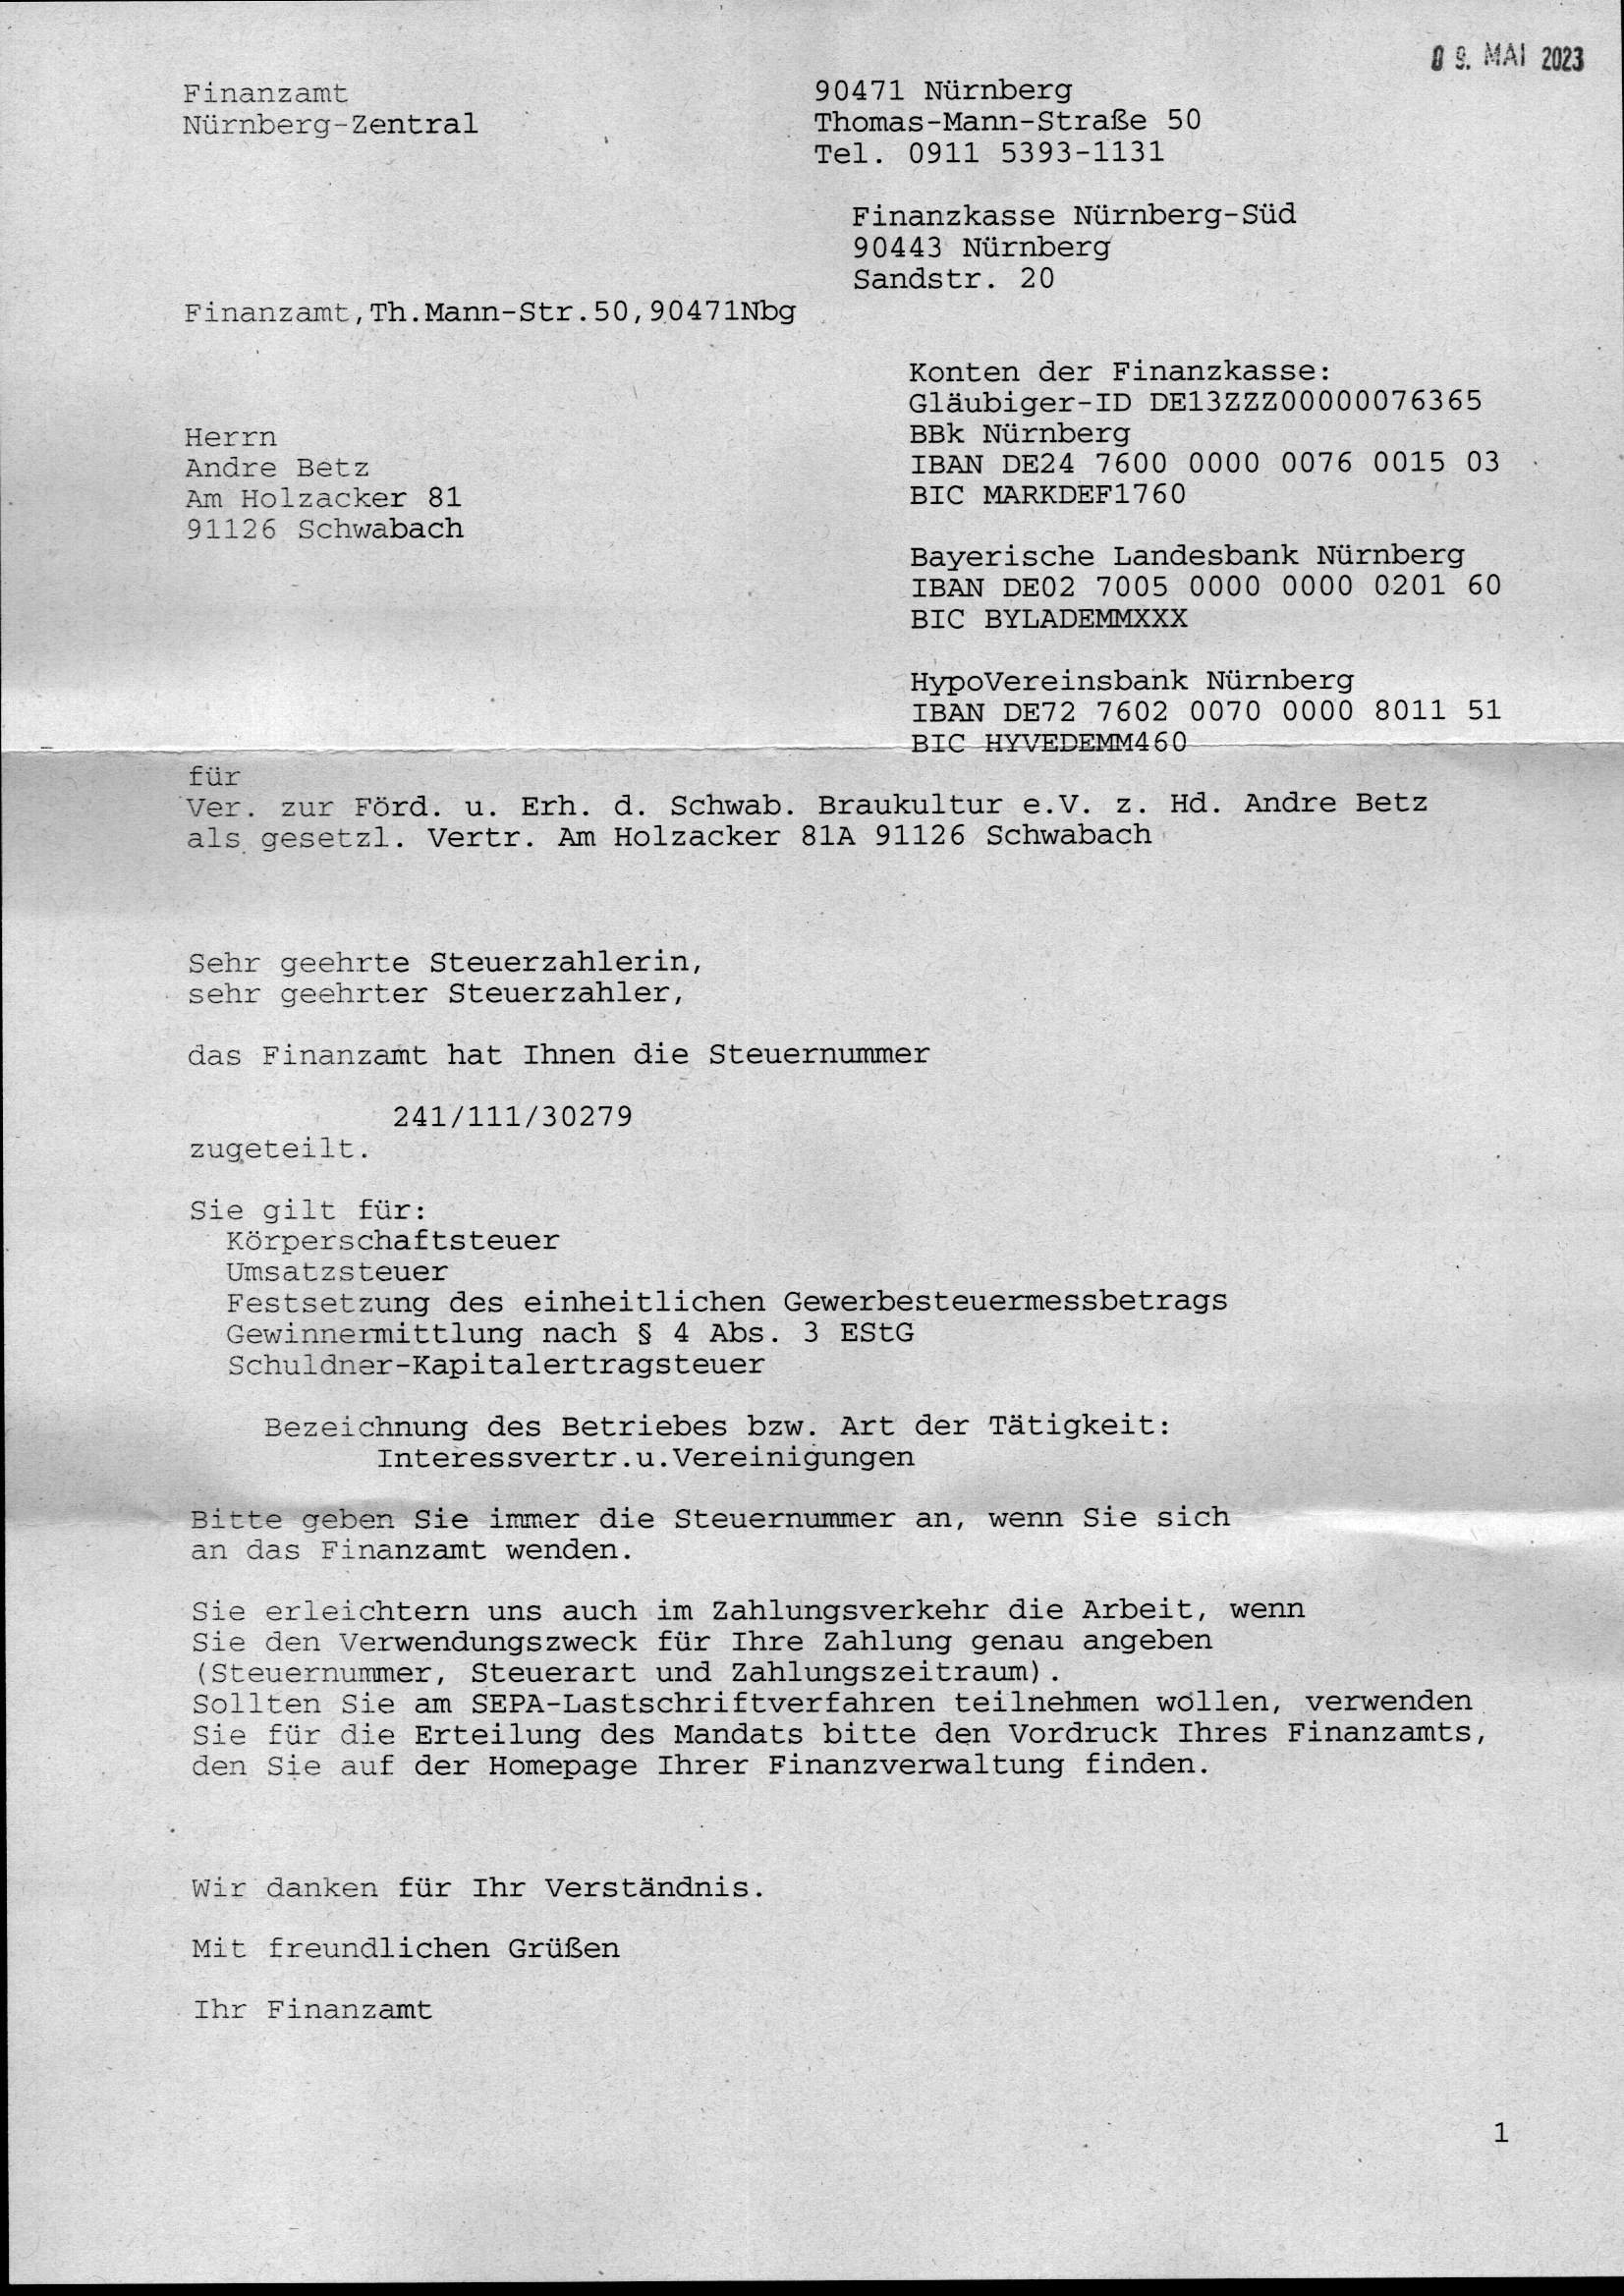 09. MAI 2023
Finanzamt
Nürnberg-Zentral
90471 Nürnberg
Thomas-Mann-Straße 50
Tel. 0911 5393-1131
Finanzkasse Nürnberg-Süd
90443 Nürnberg
Sandstr. 20
Finanzamt,Th.Mann-Str.50,90471Nbg
Herrn
Andre Betz
Am Holzacker 81
91126 Schwabach
Konten der Finanzkasse:
Gläubiger-ID DE13ZZZ00000076365
BBk Nürnberg
IBAN DE24 7600 0000 0076 0015 03
BIC MARKDEF1760
Bayerische Landesbank Nürnberg
IBAN DE02 7005 0000 0000 0201 60
BIC BYLADEMMXXX
HypoVereinsbank Nürnberg
IBAN DE72 7602 0070 0000 8011 51
BIC HYVEDEMM460
für
Ver. zur Förd. u. Erh. d. Schwab. Braukultur e.V. z. Hd. Andre Betz
als gesetzl. Vertr. Am Holzacker 81A 91126 Schwabach
Sehr geehrte Steuerzahlerin,
sehr geehrter Steuerzahler,
das Finanzamt hat Ihnen die Steuernummer
241/111/30279
zugeteilt.
Sie gilt für:
Körperschaftsteuer
Umsatzsteuer
Festsetzung des einheitlichen Gewerbesteuermessbetrags
Gewinnermittlung nach § 4 Abs. 3 EStG
Schuldner-Kapitalertragsteuer
Bezeichnung des Betriebes bzw. Art der Tätigkeit:
Interessvertr.u.Vereinigungen
Bitte geben Sie immer die Steuernummer an, wenn Sie sich
an das Finanzamt wenden.
Sie erleichtern uns auch im Zahlungsverkehr die Arbeit, wenn
Sie den Verwendungszweck für Ihre Zahlung genau angeben
(Steuernummer, Steuerart und Zahlungszeitraum).
Sollten Sie am SEPA-Lastschriftverfahren teilnehmen wollen, verwenden
Sie für die Erteilung des Mandats bitte den Vordruck Ihres Finanzamts,
den Sie auf der Homepage Ihrer Finanzverwaltung finden.
Wir danken für Ihr Verständnis.
Mit freundlichen Grüßen
Ihr Finanzamt
1